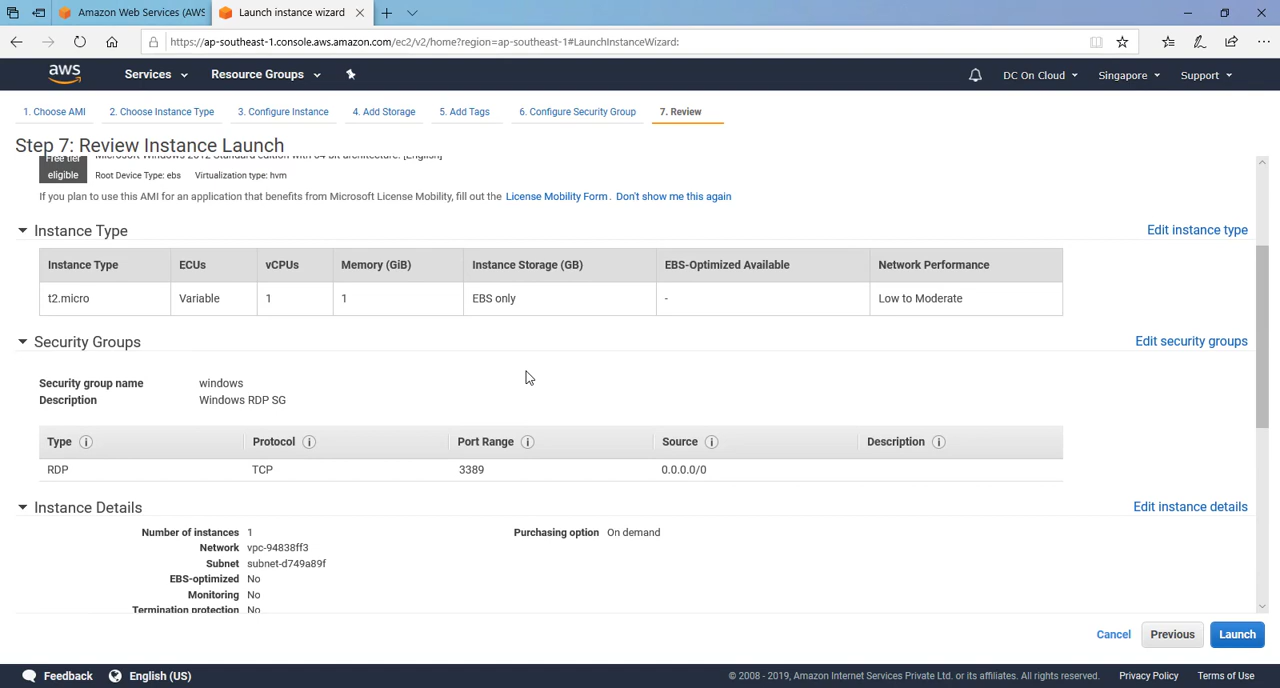 Amazon Web Services (AWS
Launch instance wizard
https://ap-southeast-1.console.aws.amazon.com/ec2/v2/home?region=ap-southeast-1#LaunchInstanceWizard:
aws Services Resource Groups DC On Cloud Singapore Support
1. Choose AMI 2. Choose Instance Type 3. Configure Instance 4. Add Storage 5. Add Tags 6. Configure Security Group 7. Review
Step 7: Review Instance Launch
Free tier Microsoft Windows 2012 Standard edition with 64-bit architecture. [English]
eligible Root Device Type: ebs Virtualization type: hvm
If you plan to use this AMI for an application that benefits from Microsoft License Mobility, fill out the License Mobility Form. Don't show me this again
Instance Type Edit instance type
Instance Type ECUs vCPUs Memory (GiB) Instance Storage (GB) EBS-Optimized Available Network Performance
t2.micro Variable 1 1 EBS only - Low to Moderate
Security Groups Edit security groups
Security group name windows
Description Windows RDP SG
Type i Protocol i Port Range i Source i Description i
RDP TCP 3389 0.0.0.0/0
Instance Details Edit instance details
Number of instances 1 Purchasing option On demand
Network vpc-94838ff3
Subnet subnet-d749a89f
EBS-optimized No
Monitoring No
Termination protection No
Cancel Previous Launch
Feedback English (US) © 2008 - 2019, Amazon Internet Services Private Ltd. or its affiliates. All rights reserved. Privacy Policy Terms of Use